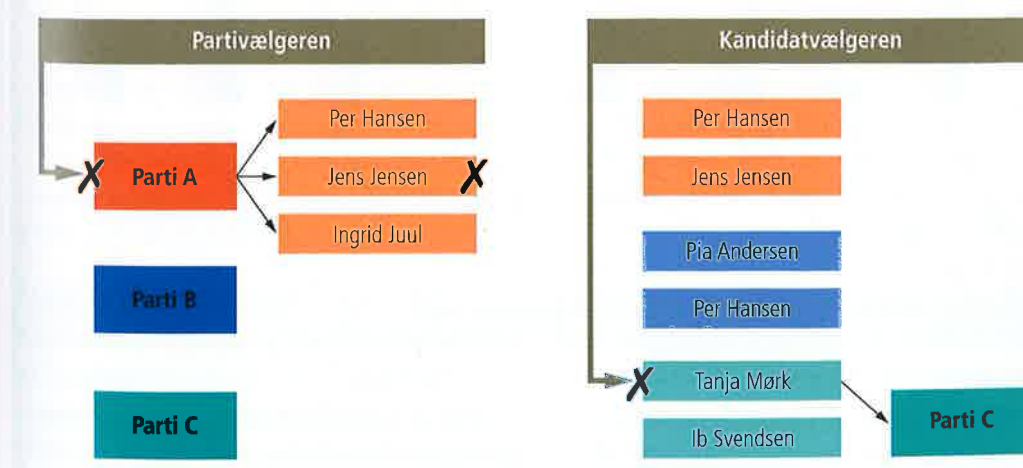 Partivælgeren
Parti A
Per Hansen
Jens Jensen
Ingrid Juul
Parti B
Parti C
Kandidatvælgeren
Per Hansen
Jens Jensen
Pia Andersen
Per Hansen
Tanja Mørk
Ib Svendsen
Parti C